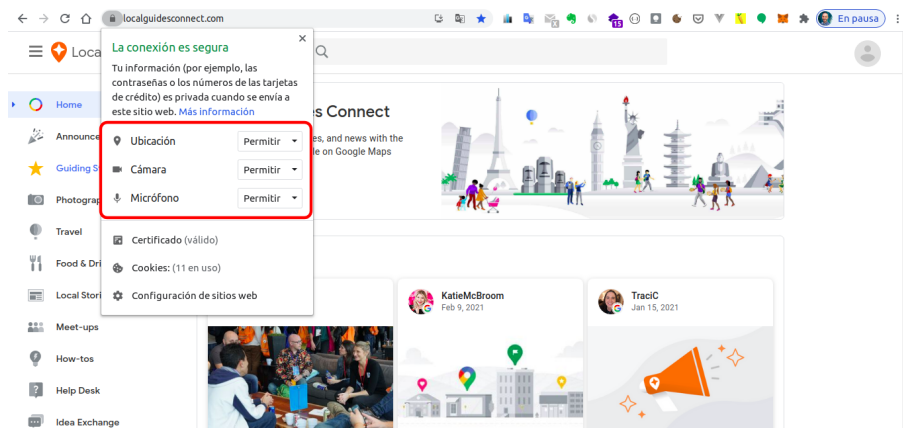 localguidesconnect.com
15
En pausa
La conexión es segura
Tu información (por ejemplo, las
contraseñas o los números de las tarjetas
de crédito) es privada cuando se envía a
este sitio web. Más información
Ubicación Permitir
Cámara Permitir
Micrófono Permitir
Certificado (válido)
Cookies: (11 en uso)
Configuración de sitios web
Loca
Home
Announce
Guiding S
Photograp
Travel
Food & Dri
Local Stori
Meet-ups
How-tos
Help Desk
Idea Exchange
s Connect
es, and news with the
le on Google Maps
KatieMcBroom
Feb 9, 2021
TraciC
Jan 15, 2021